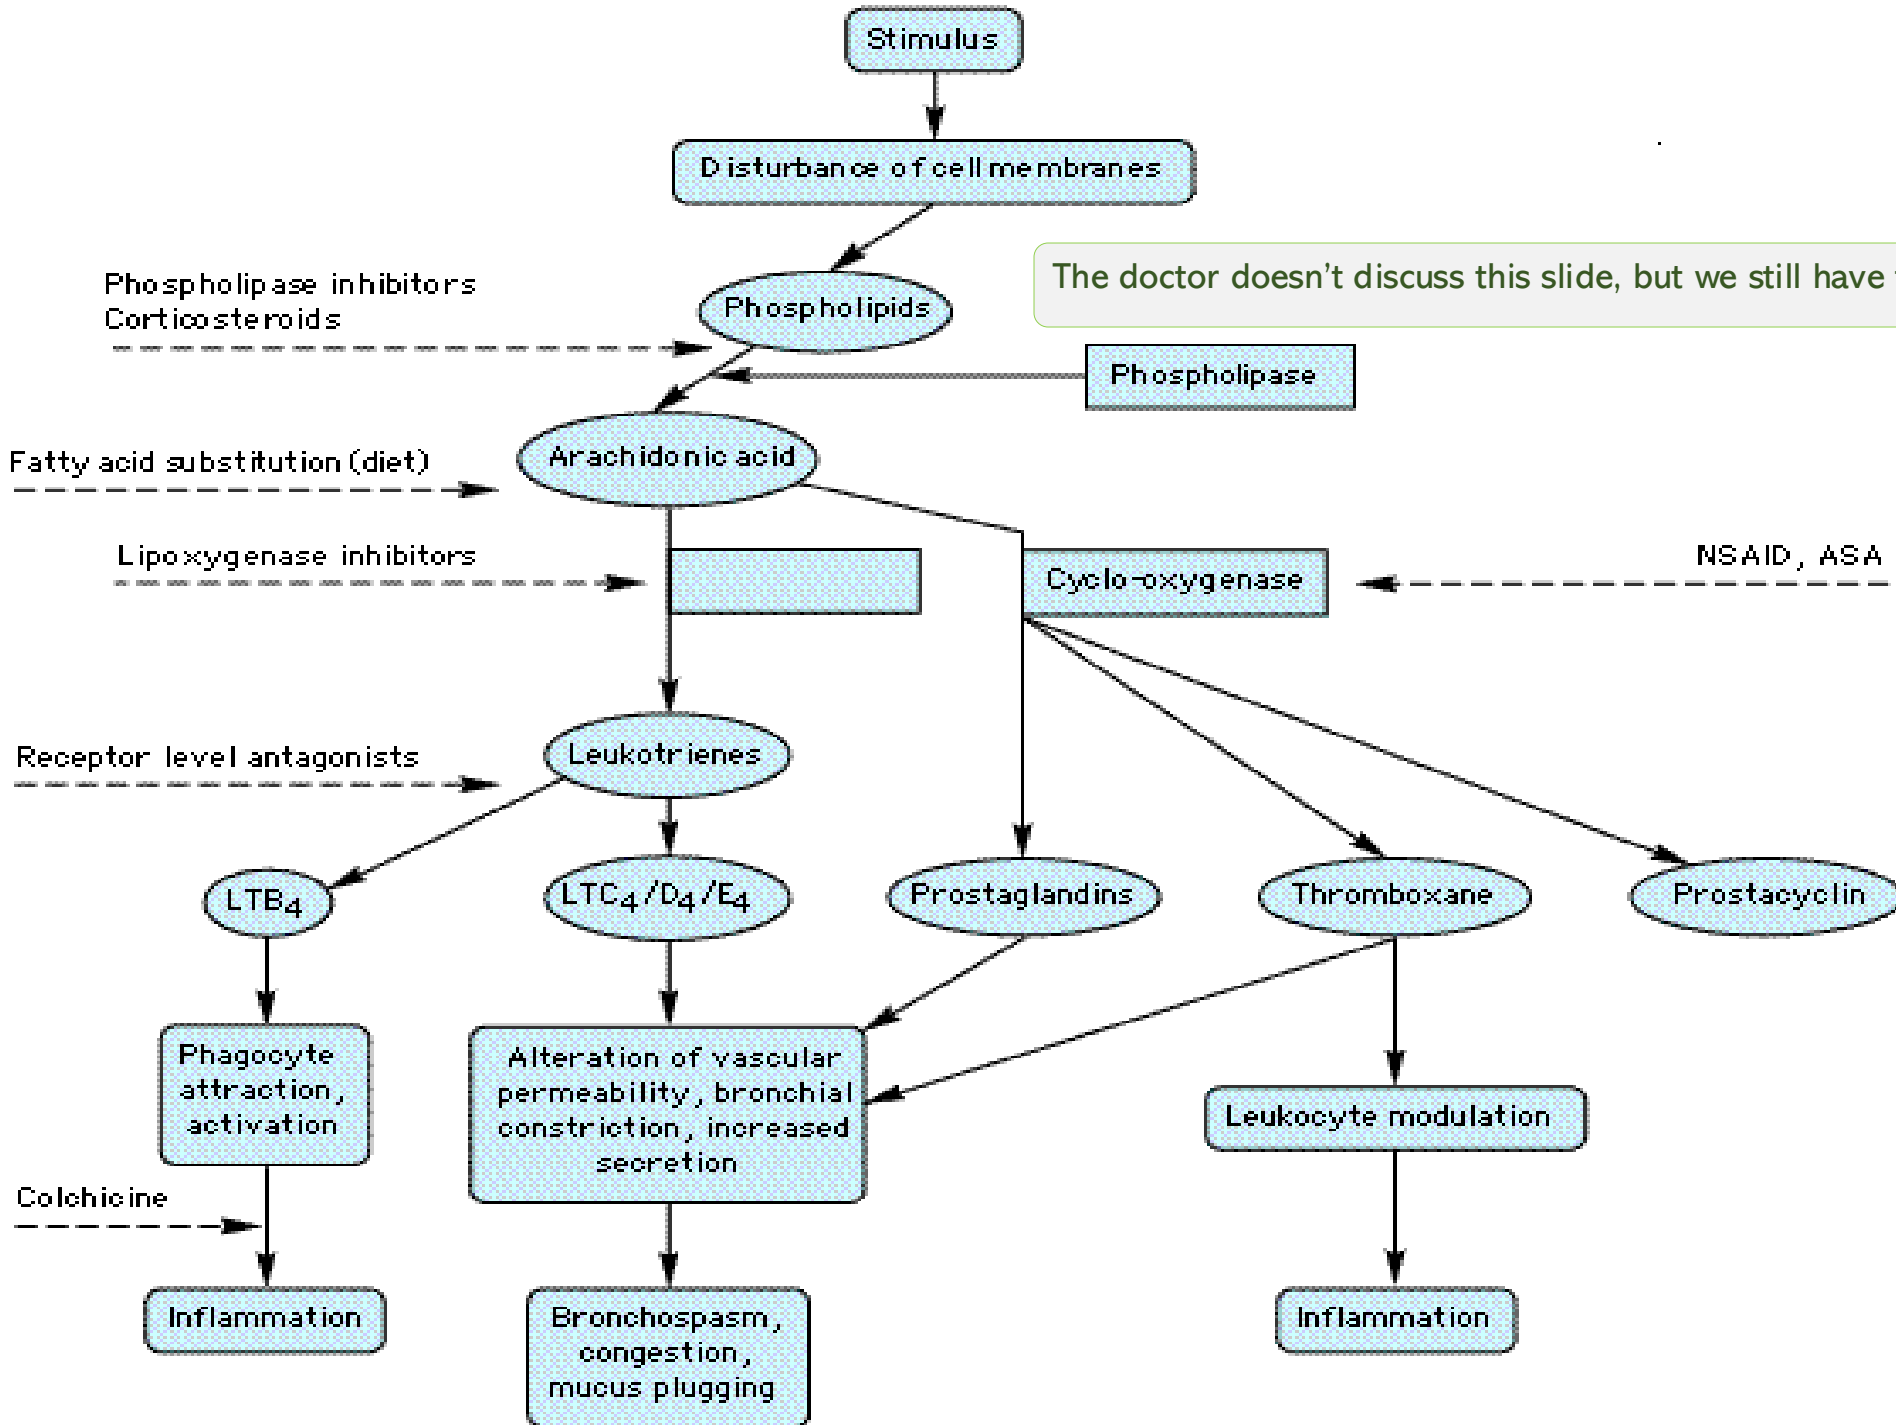 Stimulus
Disturbance of cell membranes
The doctor doesn't discuss this slide, but we still have
Phospholipase inhibitors
Corticosteroids
Phospholipids
Phospholipase
Fatty acid substitution (diet)
Arachidonic acid
Lipoxygenase inhibitors
Cyclo-oxygenase
NSAID, ASA
Receptor level antagonists
Leukotrienes
LTB4
LTC4/D4/E4
Prostaglandins
Thromboxane
Prostacyclin
Phagocyte
attraction,
activation
Alteration of vascular
permeability, bronchial
constriction, increased
secretion
Leukocyte modulation
Colchicine
Inflammation
Bronchospasm,
congestion,
mucus plugging
Inflammation